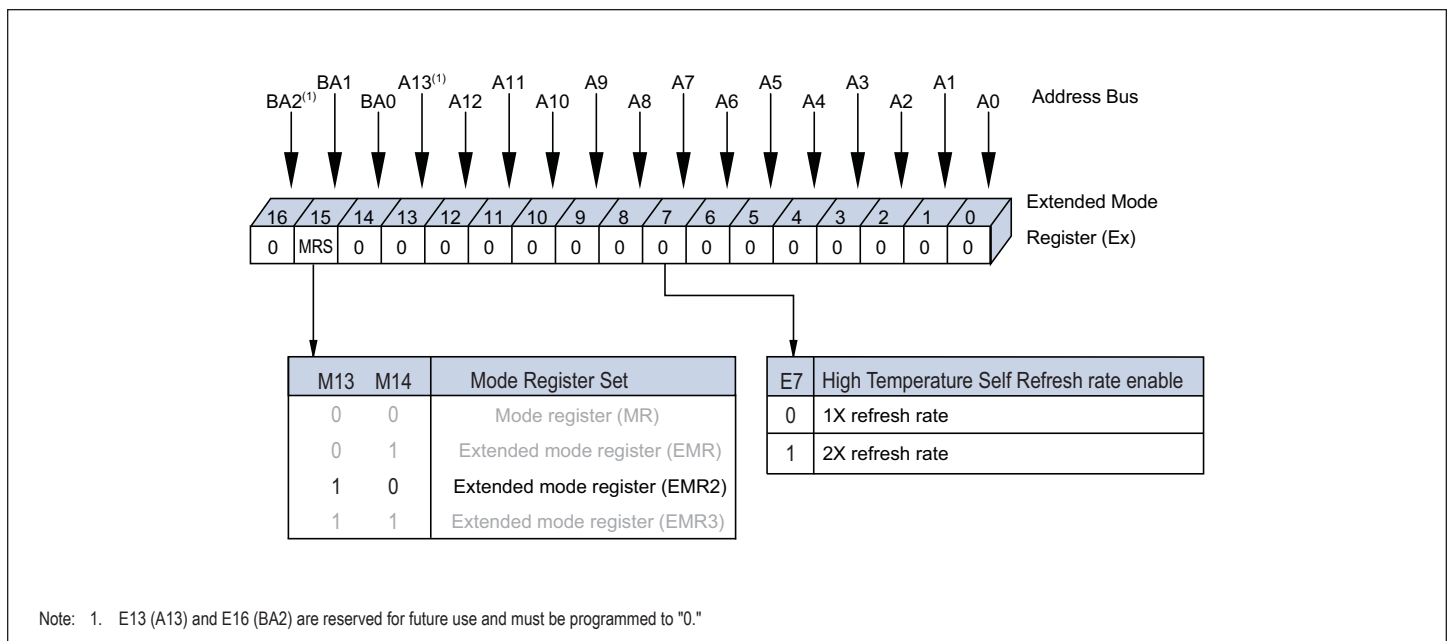 BA2(1) BA1 BA0 A13(1) A12 A11 A10 A9 A8 A7 A6 A5 A4 A3 A2 A1 A0 Address Bus
16 15 14 13 12 11 10 9 8 7 6 5 4 3 2 1 0 Extended Mode
0 MRS 0 0 0 0 0 0 0 0 0 0 0 0 0 0 0 Register (Ex)
M13 M14 Mode Register Set
0 0 Mode register (MR)
0 1 Extended mode register (EMR)
1 0 Extended mode register (EMR2)
1 1 Extended mode register (EMR3)
E7 High Temperature Self Refresh rate enable
0 1X refresh rate
1 2X refresh rate
Note: 1. E13 (A13) and E16 (BA2) are reserved for future use and must be programmed to "0."